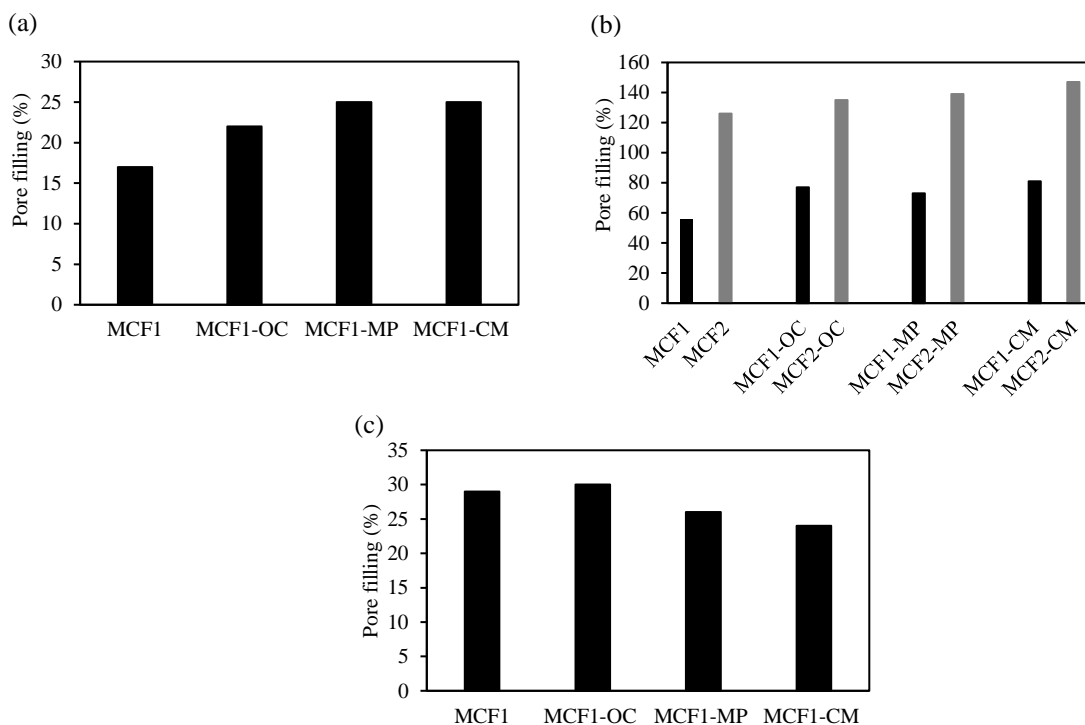 (a)
Pore filling (%)
30
25
20
15
10
5
0
MCF1 MCF1-OC MCF1-MP MCF1-CM
(b)
Pore filling (%)
160
140
120
100
80
60
40
20
0
MCF1
MCF2
MCF1-OC
MCF2-OC
MCF1-MP
MCF2-MP
MCF1-CM
MCF2-CM
(c)
Pore filling (%)
35
30
25
20
15
10
5
0
MCF1 MCF1-OC MCF1-MP MCF1-CM